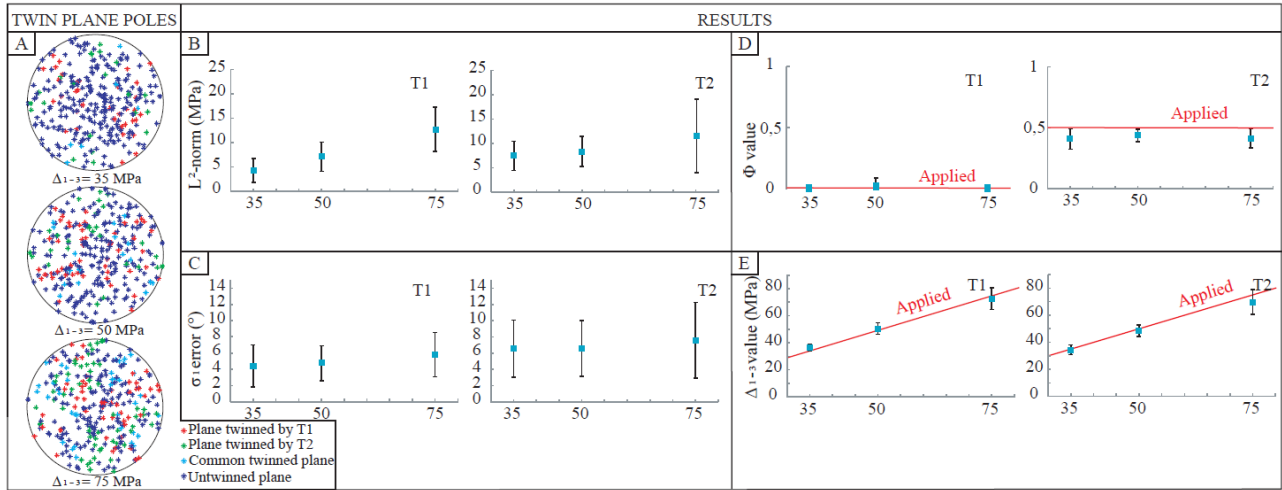 TWIN PLANE POLES
RESULTS
A
Δ₁₋₃= 35 MPa
Δ₁₋₃= 50 MPa
Δ₁₋₃= 75 MPa
Plane twinned by T1
Plane twinned by T2
Common twinned plane
Untwinned plane
B
L²-norm (MPa)
25
20
15
10
5
0
35
50
75
T1
25
20
15
10
5
0
35
50
75
T2
C
σ₁error (°)
14
12
10
8
6
4
2
0
35
50
75
T1
14
12
10
8
6
4
2
0
35
50
75
T2
D
Φ value
1
0.5
0
35
50
75
T1
Applied
1
0.5
0
35
50
75
T2
Applied
E
Δ₁₋₃value (MPa)
80
60
40
20
0
35
50
75
T1
Applied
80
60
40
20
0
35
50
75
T2
Applied